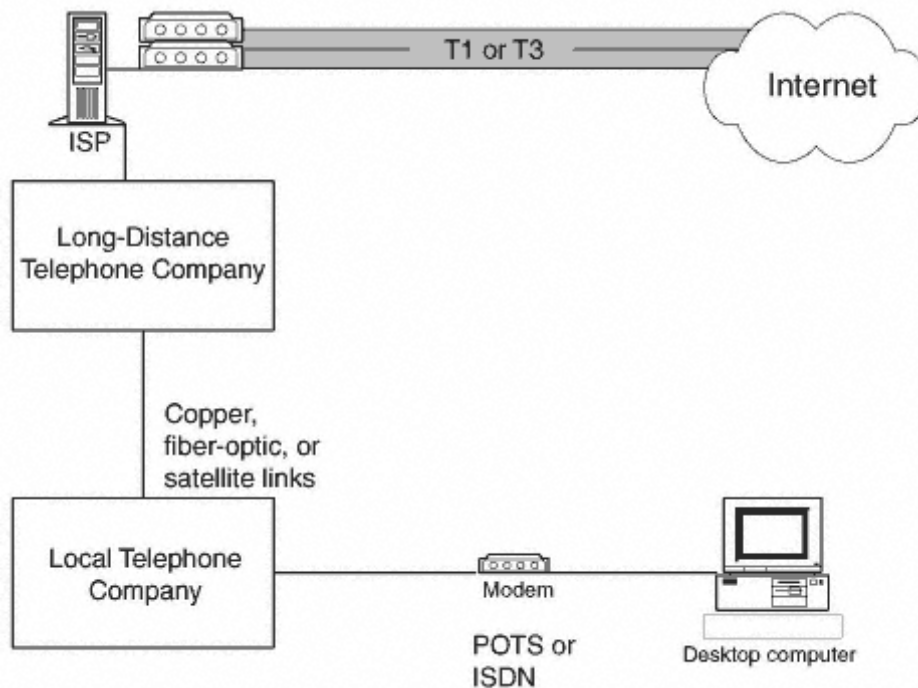 T1 or T3
Internet
ISP
Long-Distance
Telephone Company
Copper,
fiber-optic, or
satellite links
Local Telephone
Company
Modem
POTS or
ISDN
Desktop computer